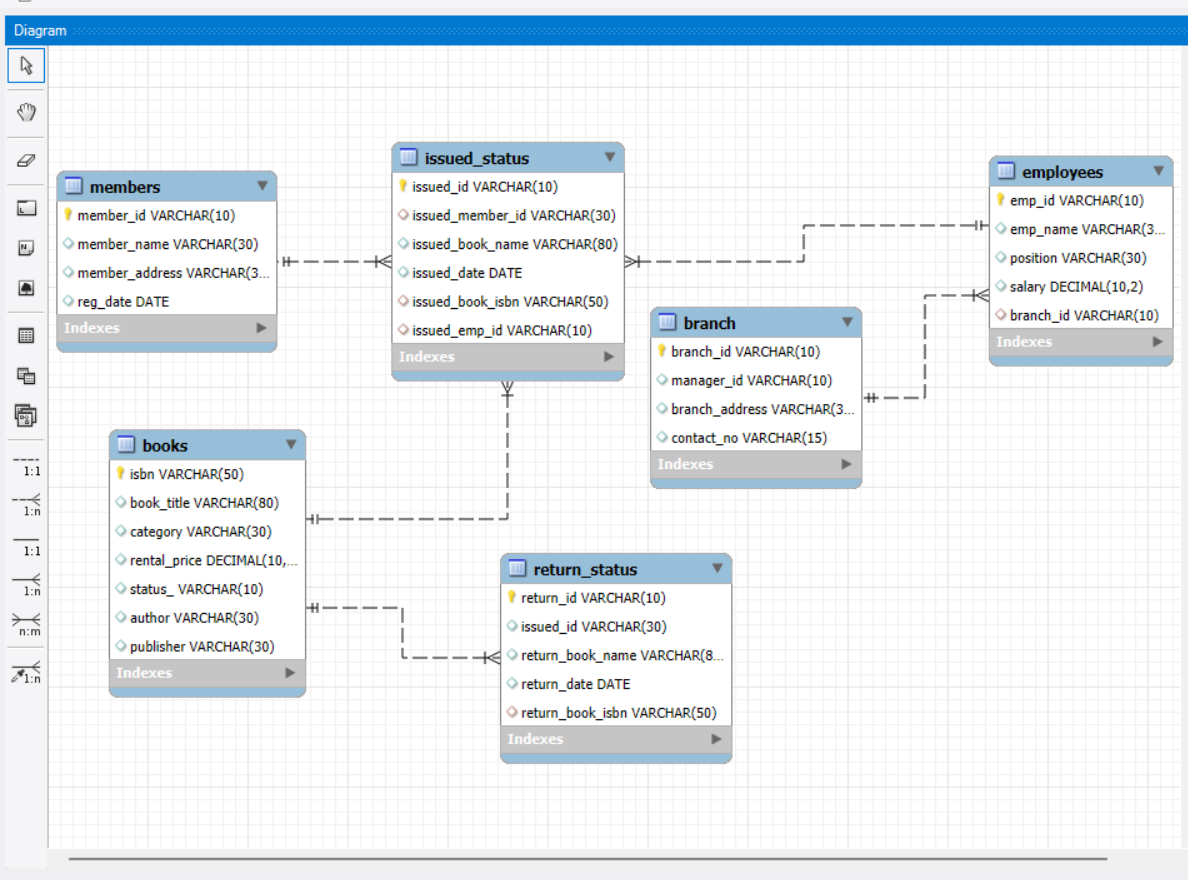 Diagram
members
member_id VARCHAR(10)
member_name VARCHAR(30)
member_address VARCHAR(3...
reg_date DATE
Indexes
issued_status
issued_id VARCHAR(10)
issued_member_id VARCHAR(30)
issued_book_name VARCHAR(80)
issued_date DATE
issued_book_isbn VARCHAR(50)
issued_emp_id VARCHAR(10)
Indexes
employees
emp_id VARCHAR(10)
emp_name VARCHAR(3...
position VARCHAR(30)
salary DECIMAL(10,2)
branch_id VARCHAR(10)
Indexes
branch
branch_id VARCHAR(10)
manager_id VARCHAR(10)
branch_address VARCHAR(3...
contact_no VARCHAR(15)
Indexes
books
isbn VARCHAR(50)
book_title VARCHAR(80)
category VARCHAR(30)
rental_price DECIMAL(10,...
status_ VARCHAR(10)
author VARCHAR(30)
publisher VARCHAR(30)
Indexes
return_status
return_id VARCHAR(10)
issued_id VARCHAR(30)
return_book_name VARCHAR(8...
return_date DATE
return_book_isbn VARCHAR(50)
Indexes
1:1
1:n
1:1
1:n
n:m
1:n